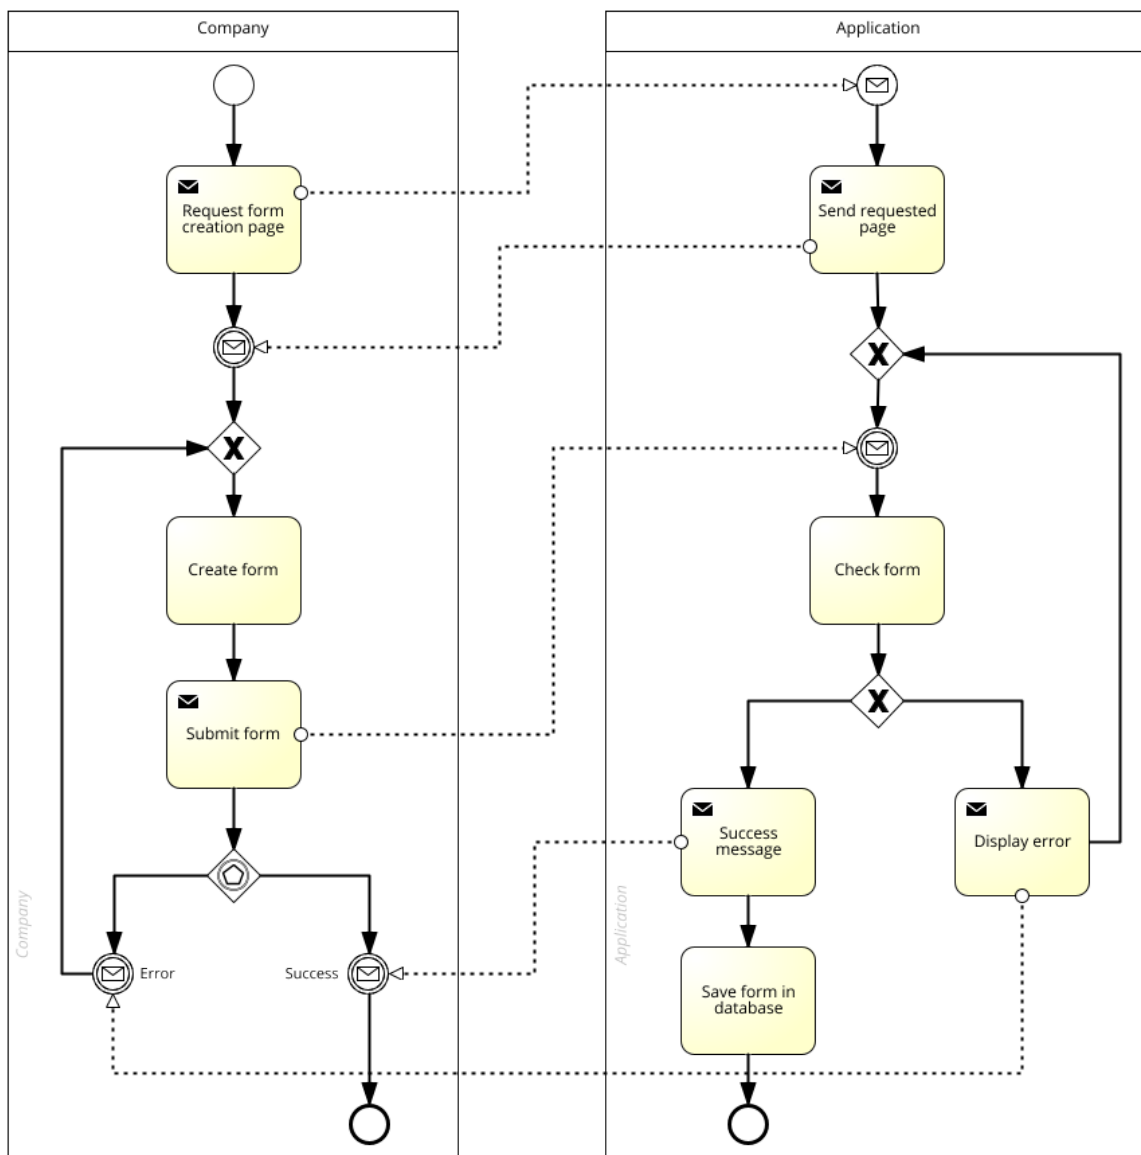 Company
Application
Request form
creation page
Send requested
page
Create form
Check form
Submit form
Success
message
Display error
Company
Application
Error
Success
Save form in
database